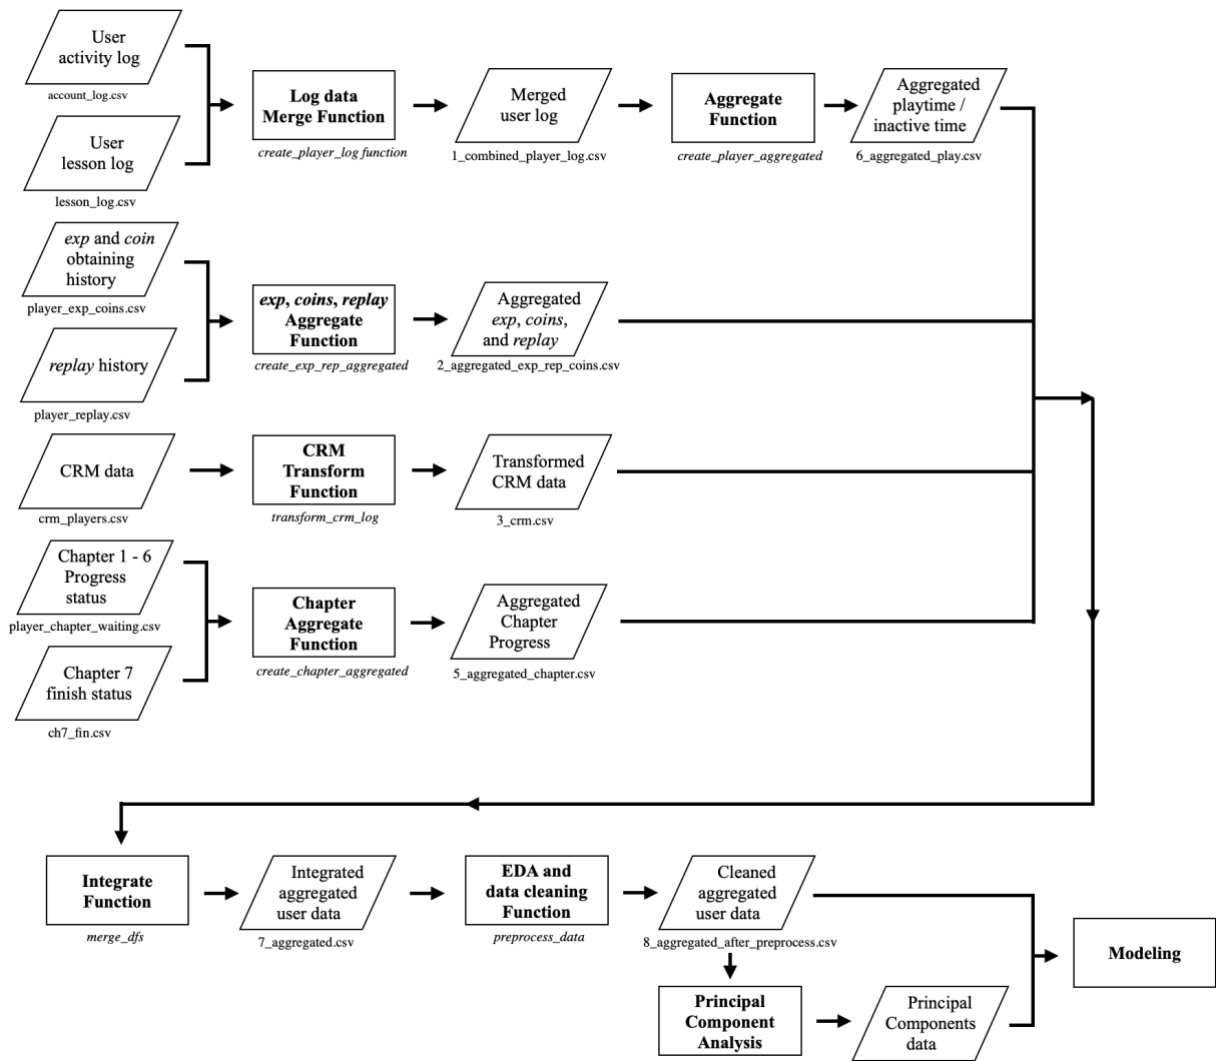 User
activity log
account_log.csv
User
lesson log
lesson_log.csv
Log data
Merge Function
create_player_log function
Merged
user log
1_combined_player_log.csv
Aggregate
Function
create_player_aggregated
Aggregated
playtime /
inactive time
6_aggregated_play.csv
exp and coin
obtaining
history
player_exp_coins.csv
replay history
player_replay.csv
exp, coins, replay
Aggregate
Function
create_exp_rep_aggregated
Aggregated
exp, coins,
and replay
2_aggregated_exp_rep_coins.csv
CRM data
crm_players.csv
CRM
Transform
Function
transform_crm_log
Transformed
CRM data
3_crm.csv
Chapter 1 - 6
Progress
status
player_chapter_waiting.csv
Chapter 7
finish status
ch7_fin.csv
Chapter
Aggregate
Function
create_chapter_aggregated
Aggregated
Chapter
Progress
5_aggregated_chapter.csv
Integrate
Function
merge_dfs
Integrated
aggregated
user data
7_aggregated.csv
EDA and
data cleaning
Function
preprocess_data
Cleaned
aggregated
user data
8_aggregated_after_preprocess.csv
Principal
Component
Analysis
Principal
Components
data
Modeling